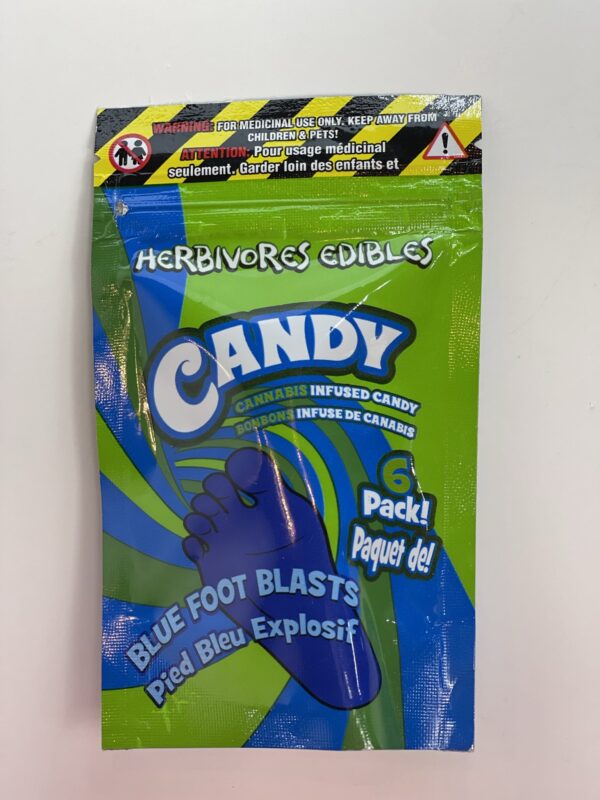 WARNING: FOR MEDICINAL USE ONLY. KEEP AWAY FROM
CHILDREN & PETS!
ATTENTION: Pour usage médicinal
seulement. Garder loin des enfants et
HERBIVORES EDIBLES
CANDY
CANNABIS INFUSED CANDY
BONBONS INFUSE DE CANABIS
6
Pack!
Paquet de!
BLUE FOOT BLASTS
Pied Bleu Explosif